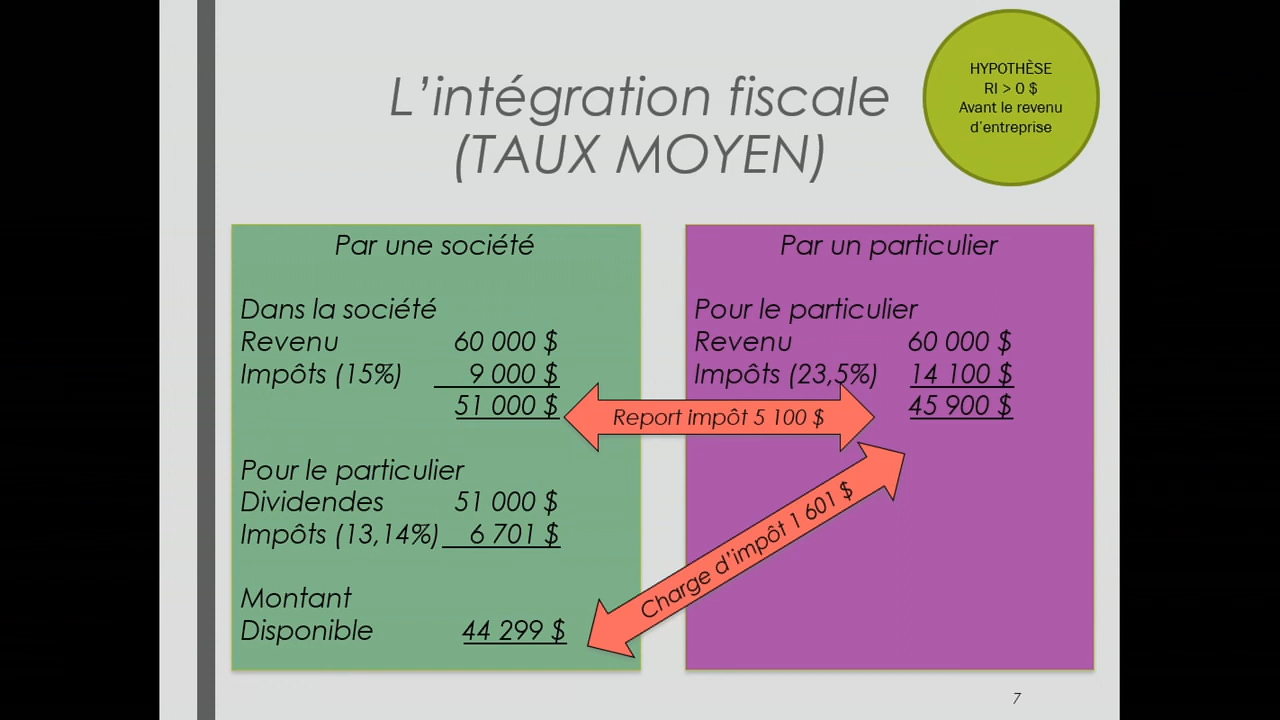 L'intégration fiscale
(TAUX MOYEN)
HYPOTHÈSE
RI > 0 $
Avant le revenu
d'entreprise
Par une société
Dans la société
Revenu 60 000 $
Impôts (15%) 9 000 $
51 000 $
Pour le particulier
Dividendes 51 000 $
Impôts (13,14%) 6 701 $
Montant
Disponible 44 299 $
Par un particulier
Pour le particulier
Revenu 60 000 $
Impôts (23,5%) 14 100 $
45 900 $
Report impôt 5 100 $
Charge d'impôt 1 601 $
7